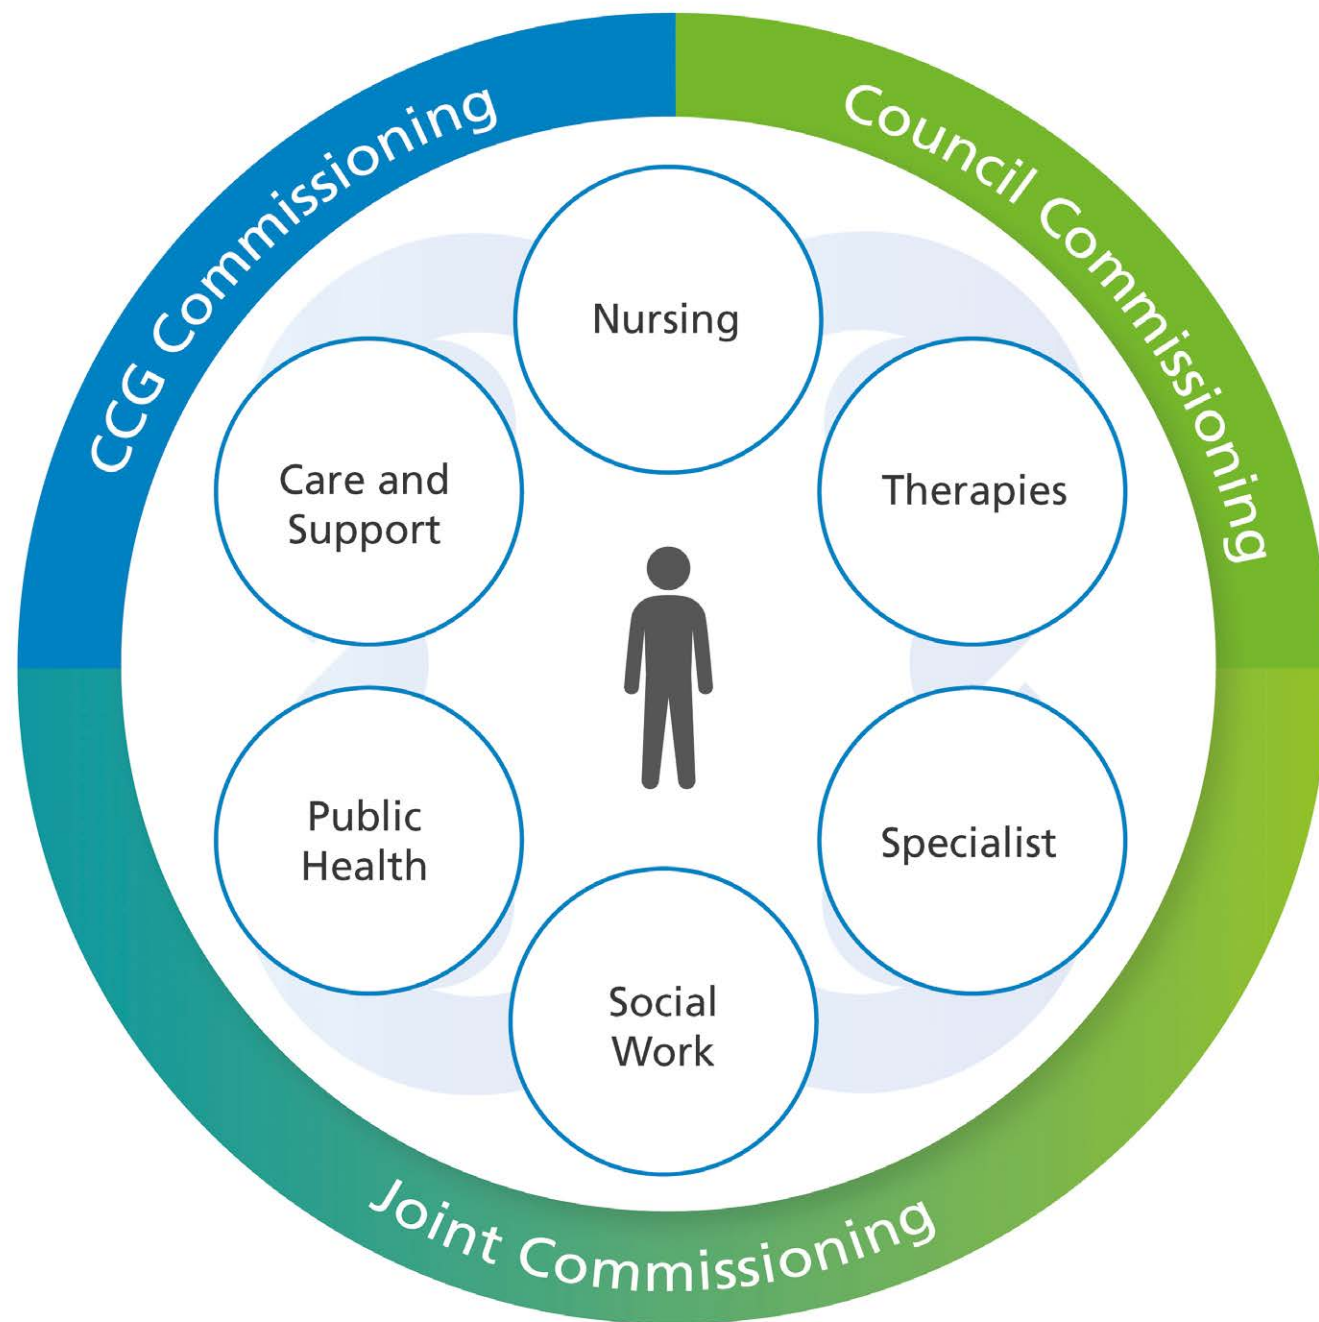 CCG Commissioning
Council Commissioning
Nursing
Care and
Support
Therapies
Public
Health
Specialist
Social
Work
Joint Commissioning